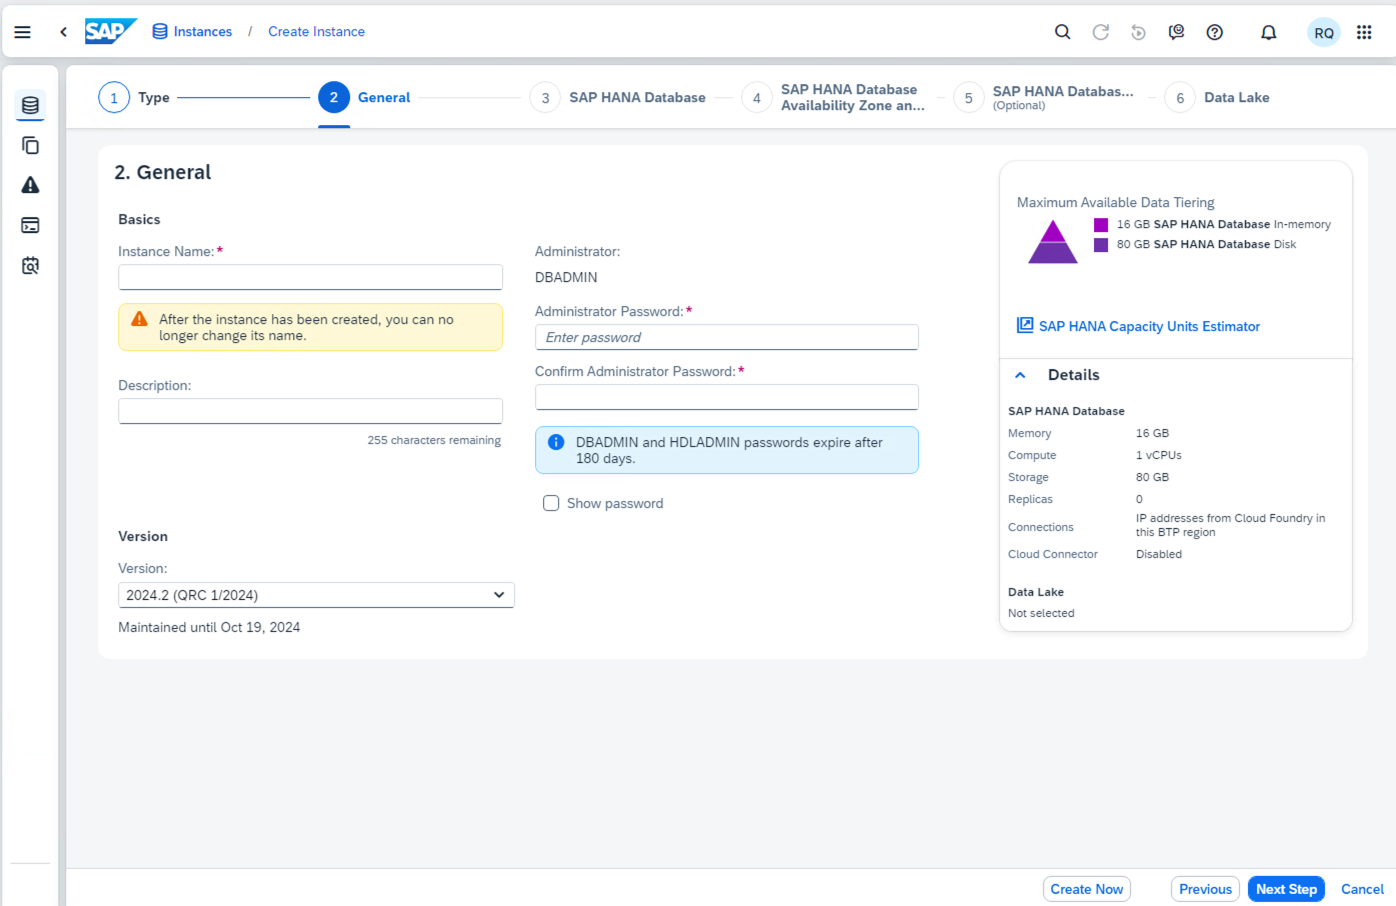 SAP
Instances / Create Instance
RQ
1 Type
2 General
3 SAP HANA Database
4 SAP HANA Database
Availability Zone an...
5 SAP HANA Databas...
(Optional)
6 Data Lake
2. General
Basics
Instance Name:*
After the instance has been created, you can no
longer change its name.
Description:
255 characters remaining
Administrator:
DBADMIN
Administrator Password:*
Enter password
Confirm Administrator Password:*
DBADMIN and HDLADMIN passwords expire after
180 days.
Show password
Version
Version:
2024.2 (QRC 1/2024)
Maintained until Oct 19, 2024
Maximum Available Data Tiering
16 GB SAP HANA Database In-memory
80 GB SAP HANA Database Disk
SAP HANA Capacity Units Estimator
Details
SAP HANA Database
Memory 16 GB
Compute 1 vCPUs
Storage 80 GB
Replicas 0
Connections IP addresses from Cloud Foundry in
this BTP region
Cloud Connector Disabled
Data Lake
Not selected
Create Now Previous Next Step Cancel